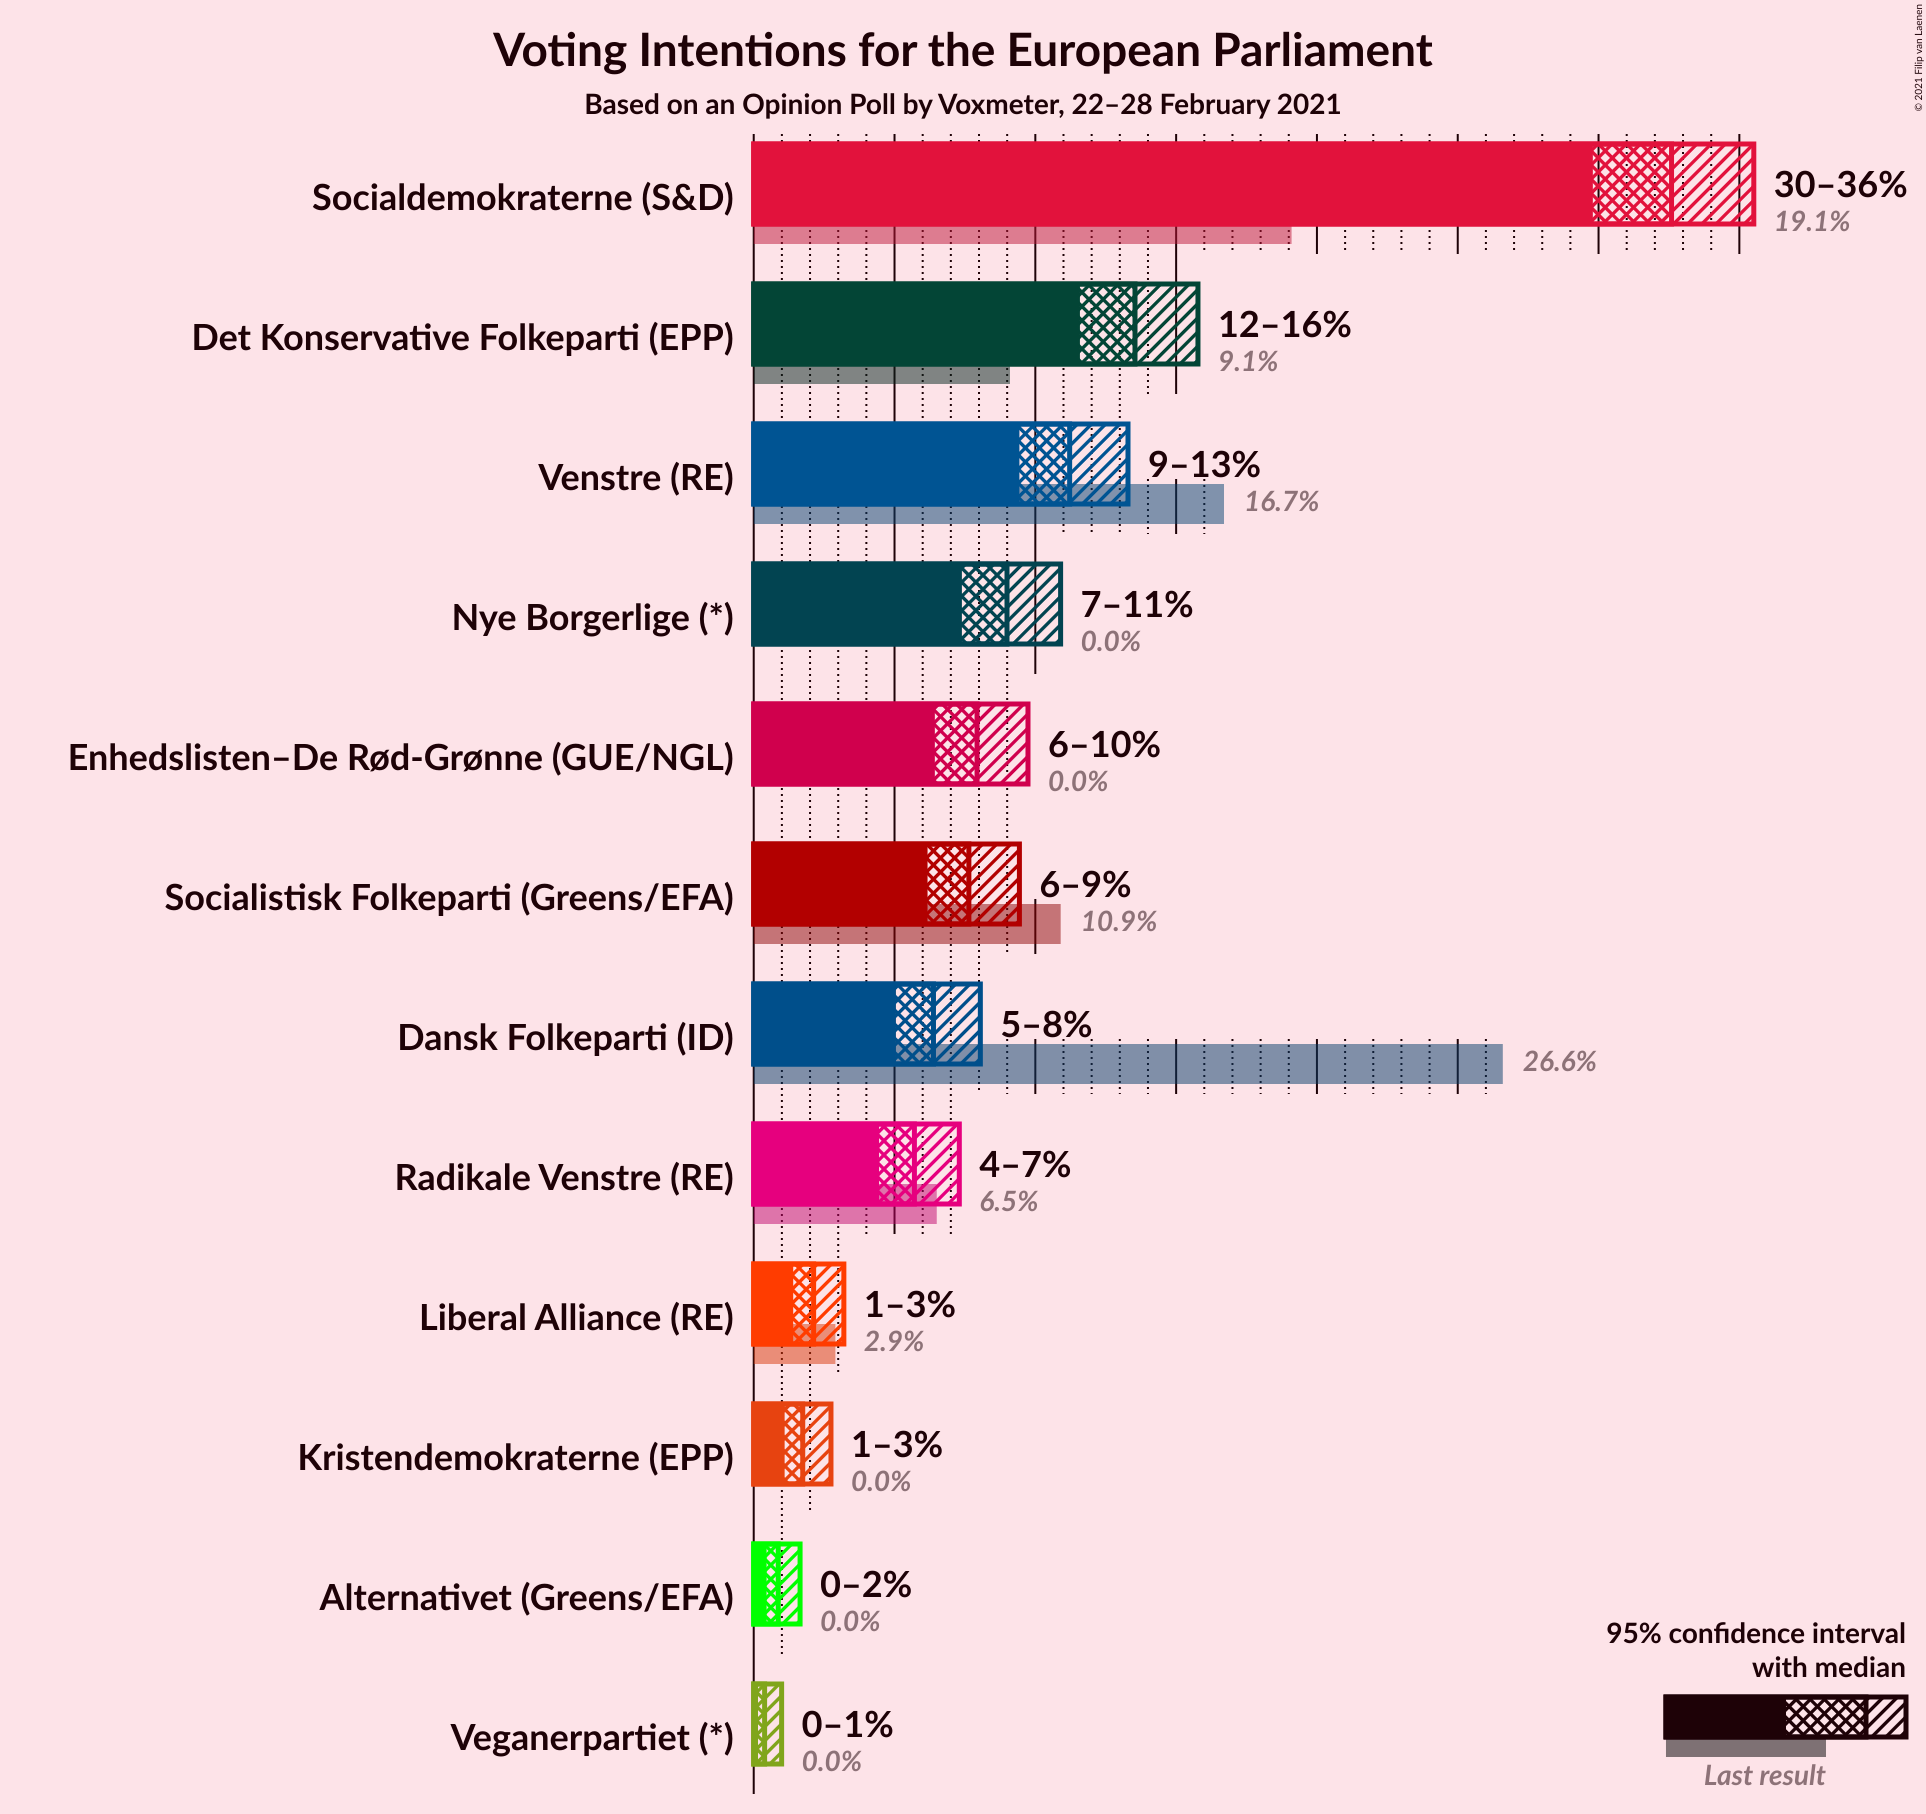 Voting Intentions for the European Parliament
Based on an Opinion Poll by Voxmeter, 22–28 February 2021
© 2021 Filip van Laenen
Socialdemokraterne (S&D)
30–36%
19.1%
Det Konservative Folkeparti (EPP)
12–16%
9.1%
Venstre (RE)
9–13%
16.7%
Nye Borgerlige (*)
7–11%
0.0%
Enhedslisten–De Rød-Grønne (GUE/NGL)
6–10%
0.0%
Socialistisk Folkeparti (Greens/EFA)
6–9%
10.9%
Dansk Folkeparti (ID)
5–8%
26.6%
Radikale Venstre (RE)
4–7%
6.5%
Liberal Alliance (RE)
1–3%
2.9%
Kristendemokraterne (EPP)
1–3%
0.0%
Alternativet (Greens/EFA)
0–2%
0.0%
Veganerpartiet (*)
0–1%
0.0%
95% confidence interval
with median
Last result